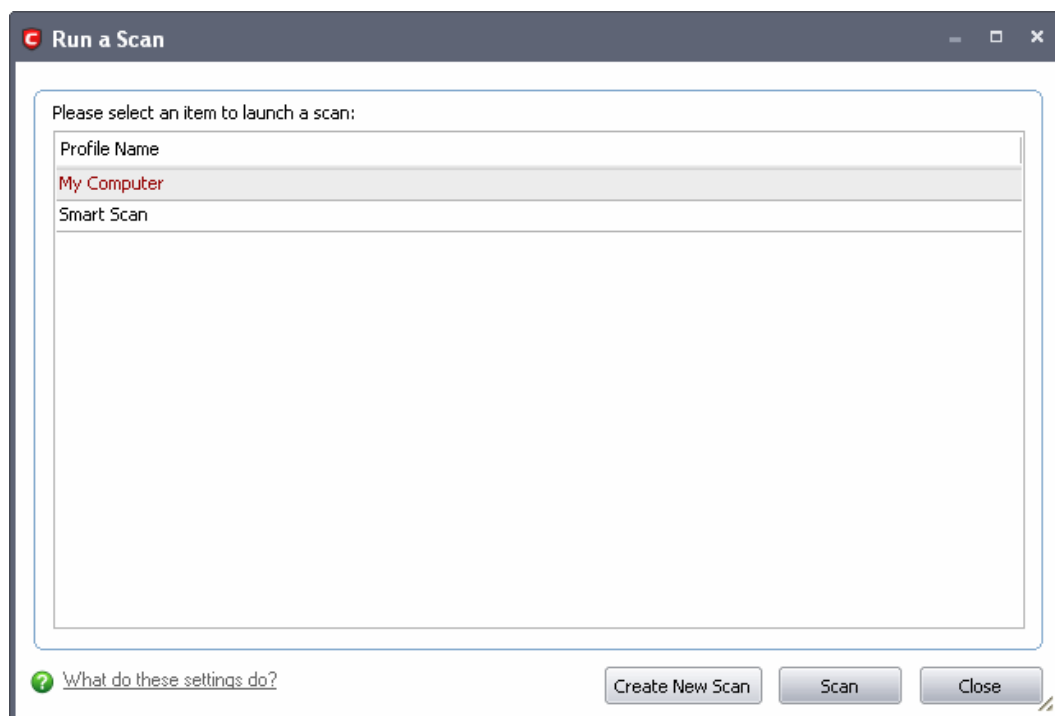 Run a Scan
Please select an item to launch a scan:
Profile Name
My Computer
Smart Scan
What do these settings do?
Create New Scan
Scan
Close